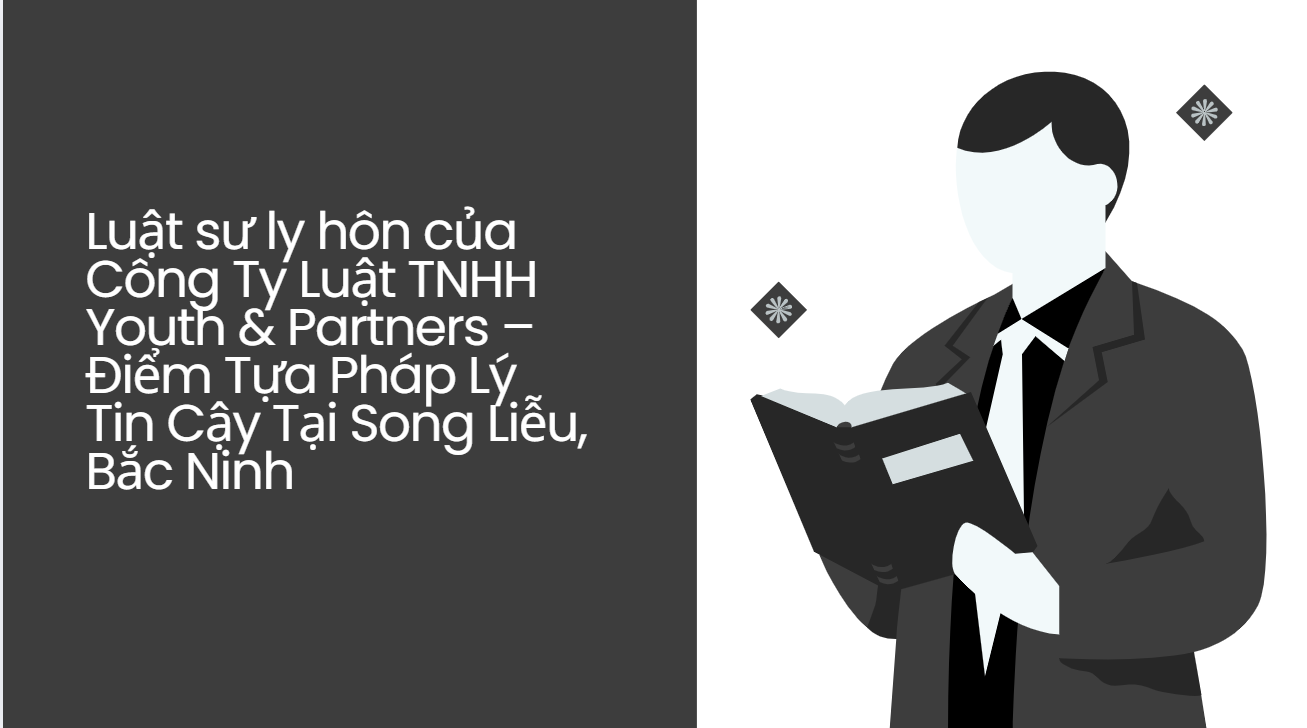 Luật sư ly hôn của
Công Ty Luật TNHH
Youth & Partners –
Điểm Tựa Pháp Lý
Tin Cậy Tại Song Liễu,
Bắc Ninh